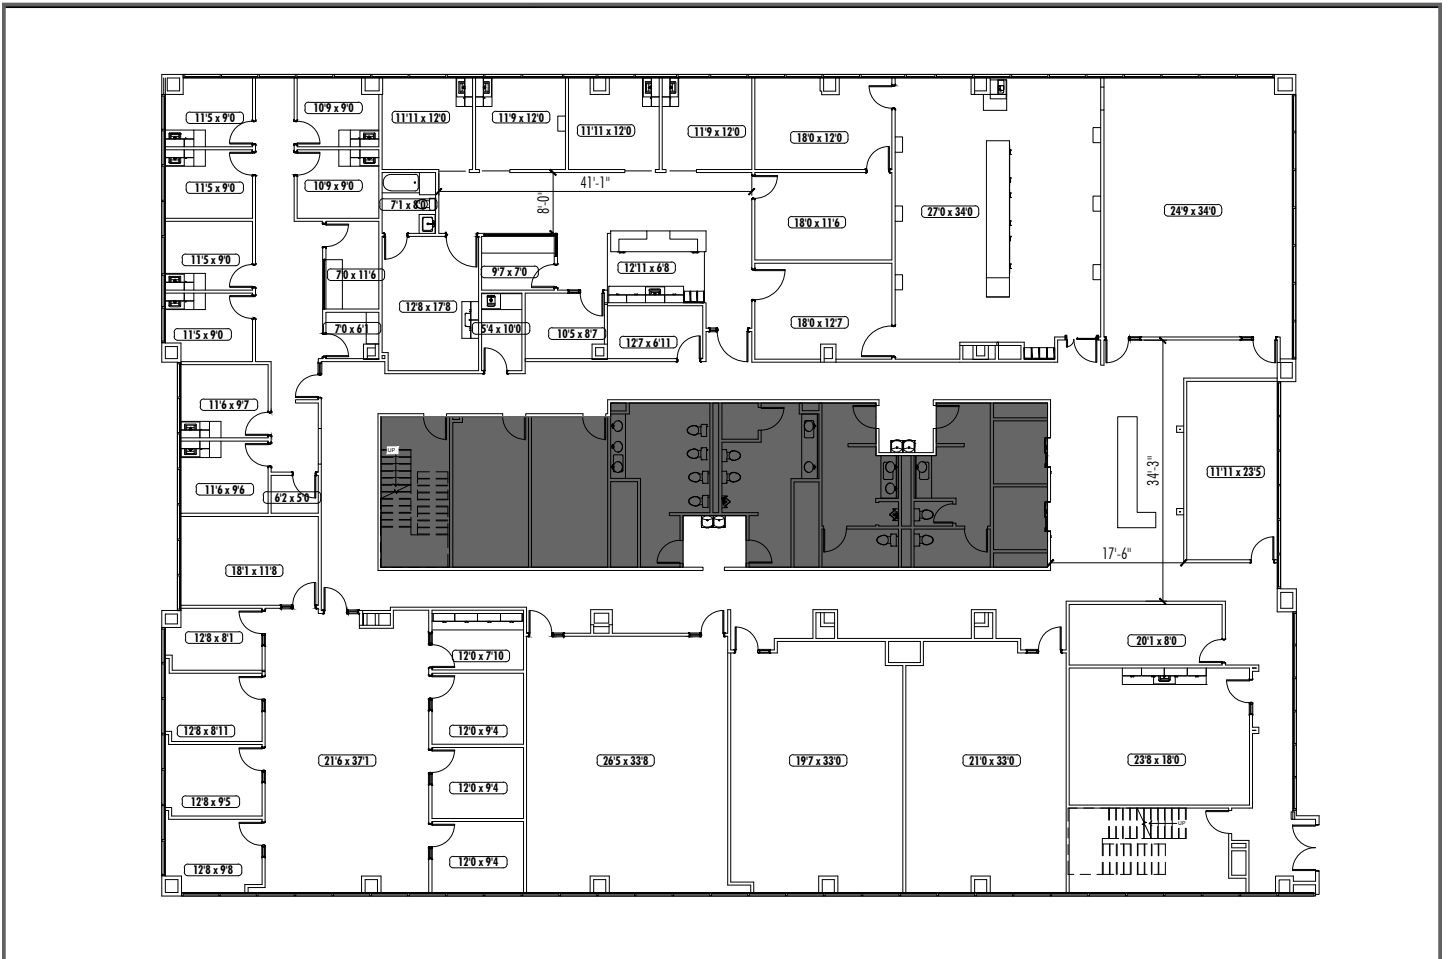 11'5 x 9'0
10'9 x 9'0
11'11 x 12'0
11'9 x 12'0
11'11 x 12'0
11'9 x 12'0
18'0 x 12'0
11'5 x 9'0
10'9 x 9'0
41'-1"
8'-0"
7'1 x 8'0
18'0 x 11'6
27'0 x 34'0
24'9 x 34'0
11'5 x 9'0
7'0 x 11'6
9'7 x 7'0
12'11 x 6'8
12'8 x 17'8
11'5 x 9'0
7'0 x 6'1
5'4 x 10'0
10'5 x 8'7
12'7 x 6'11
18'0 x 12'7
11'6 x 9'7
UP
34'-3"
11'11 x 23'5
11'6 x 9'6
6'2 x 5'0
17'-6"
18'1 x 11'8
12'8 x 8'1
12'0 x 7'10
20'1 x 8'0
12'8 x 8'11
12'0 x 9'4
21'6 x 37'1
26'5 x 33'8
19'7 x 33'0
21'0 x 33'0
23'8 x 18'0
12'8 x 9'5
12'0 x 9'4
UP
12'8 x 9'8
12'0 x 9'4